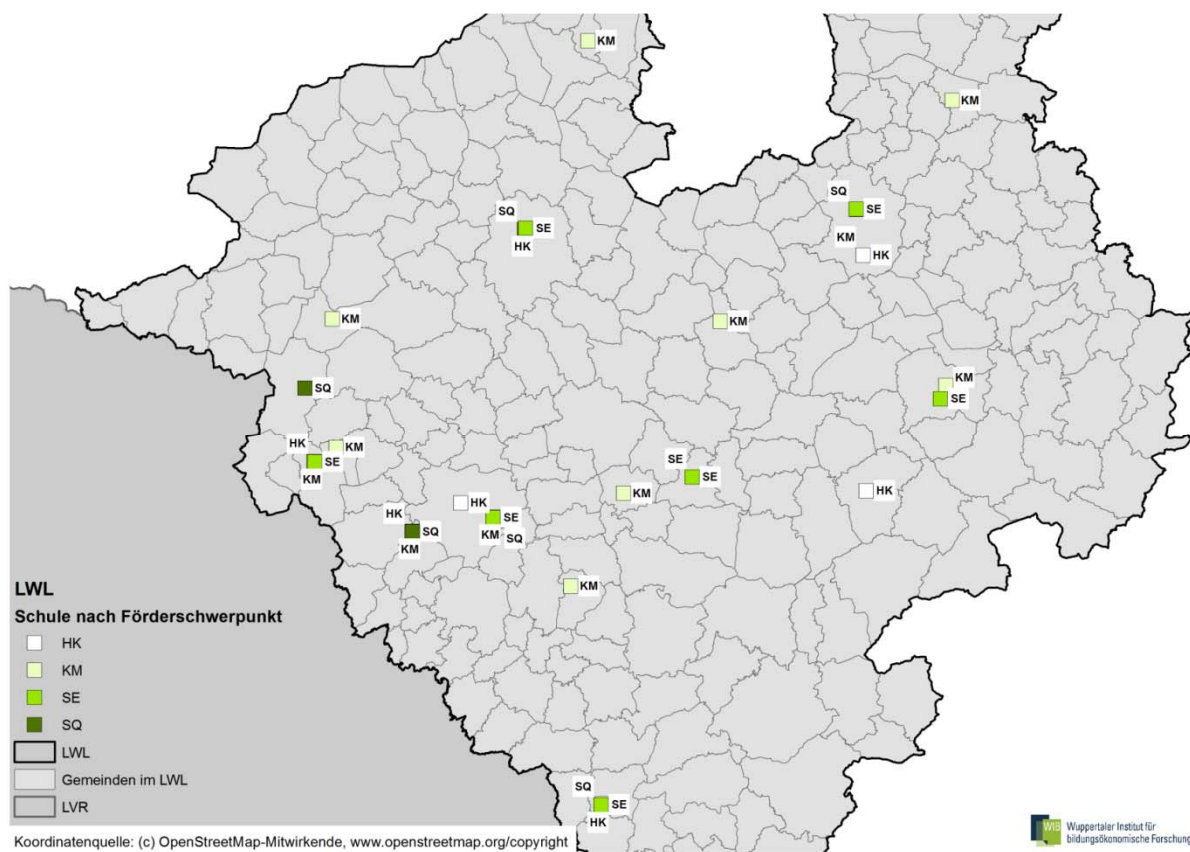 KM
KM
SQ
SE
HK
SQ
SE
KM
HK
KM
KM
SQ
KM
SE
HK
KM
SE
KM
SE
SE
KM
HK
HK
SE
KM
SQ
HK
SQ
KM
KM
SQ
SE
HK
LWL
Schule nach Förderschwerpunkt
HK
KM
SE
SQ
LWL
Gemeinden im LWL
LVR
Koordinatenquelle: (c) OpenStreetMap-Mitwirkende, www.openstreetmap.org/copyright
WIB Wuppertaler Institut für
bildungsökonomische Forschung